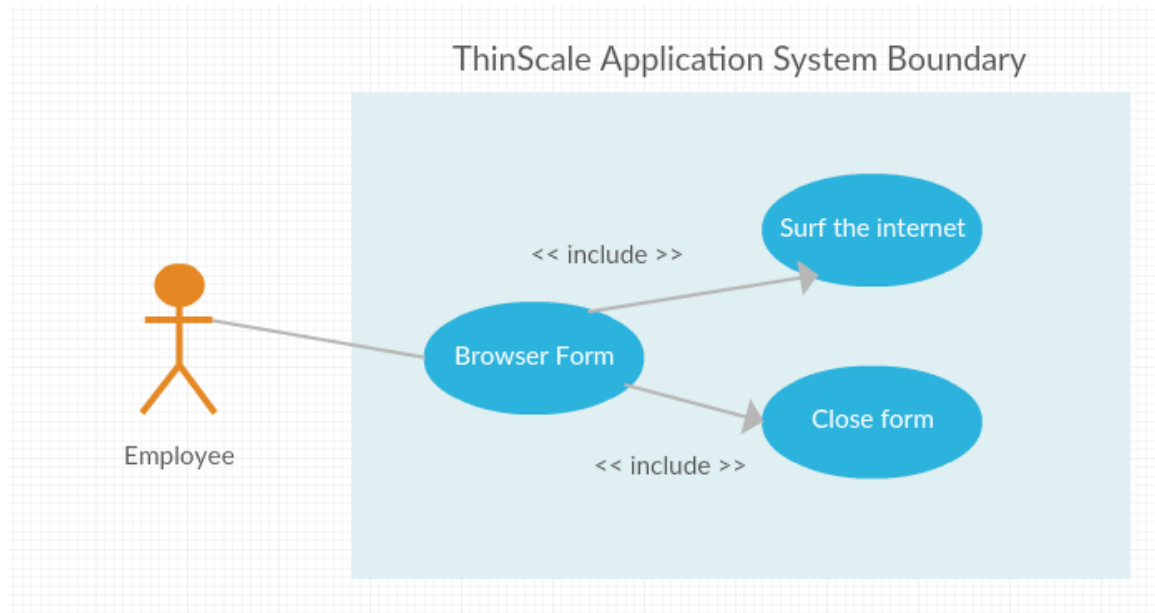 ThinScale Application System Boundary
Surf the internet
<< include >>
Browser Form
Close form
Employee
<< include >>